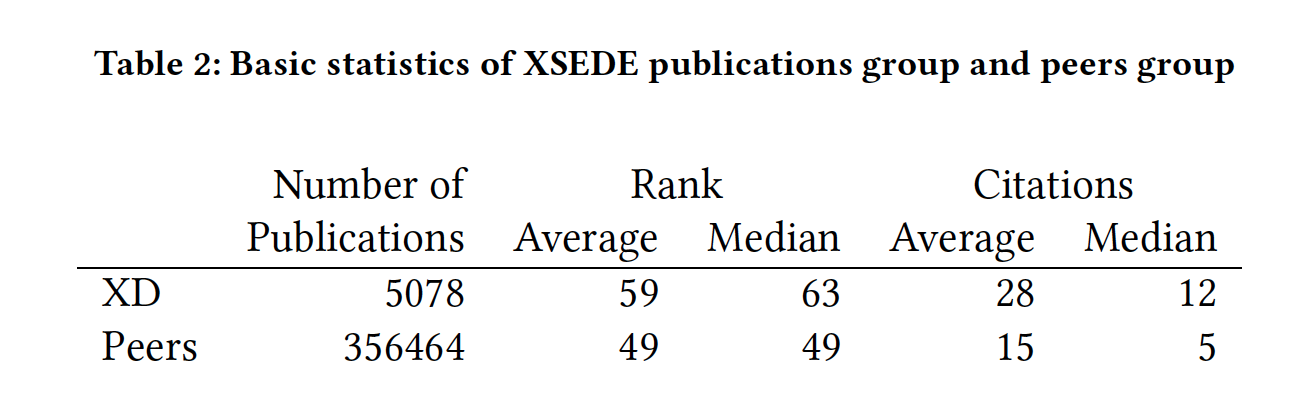 Table 2: Basic statistics of XSEDE publications group and peers group
Number of Rank Citations
Publications Average Median Average Median
XD 5078 59 63 28 12
Peers 356464 49 49 15 5